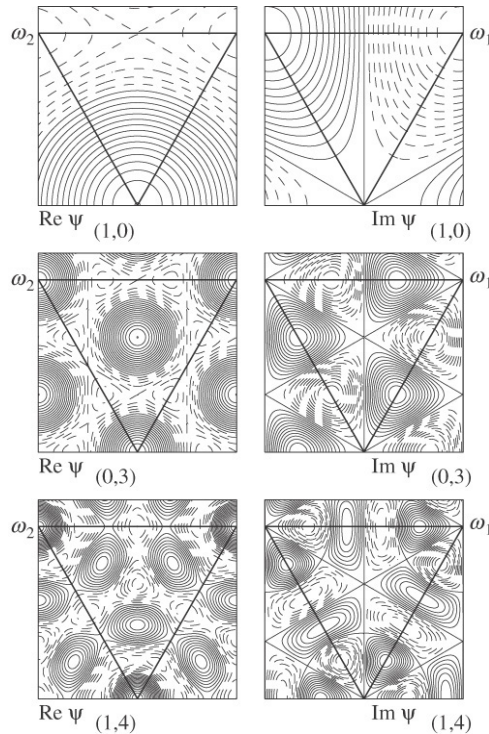 ω₂ ω₁
Re ψ (1,0) Im ψ (1,0)
ω₂ ω₁
Re ψ (0,3) Im ψ (0,3)
ω₂ ω₁
Re ψ (1,4) Im ψ (1,4)